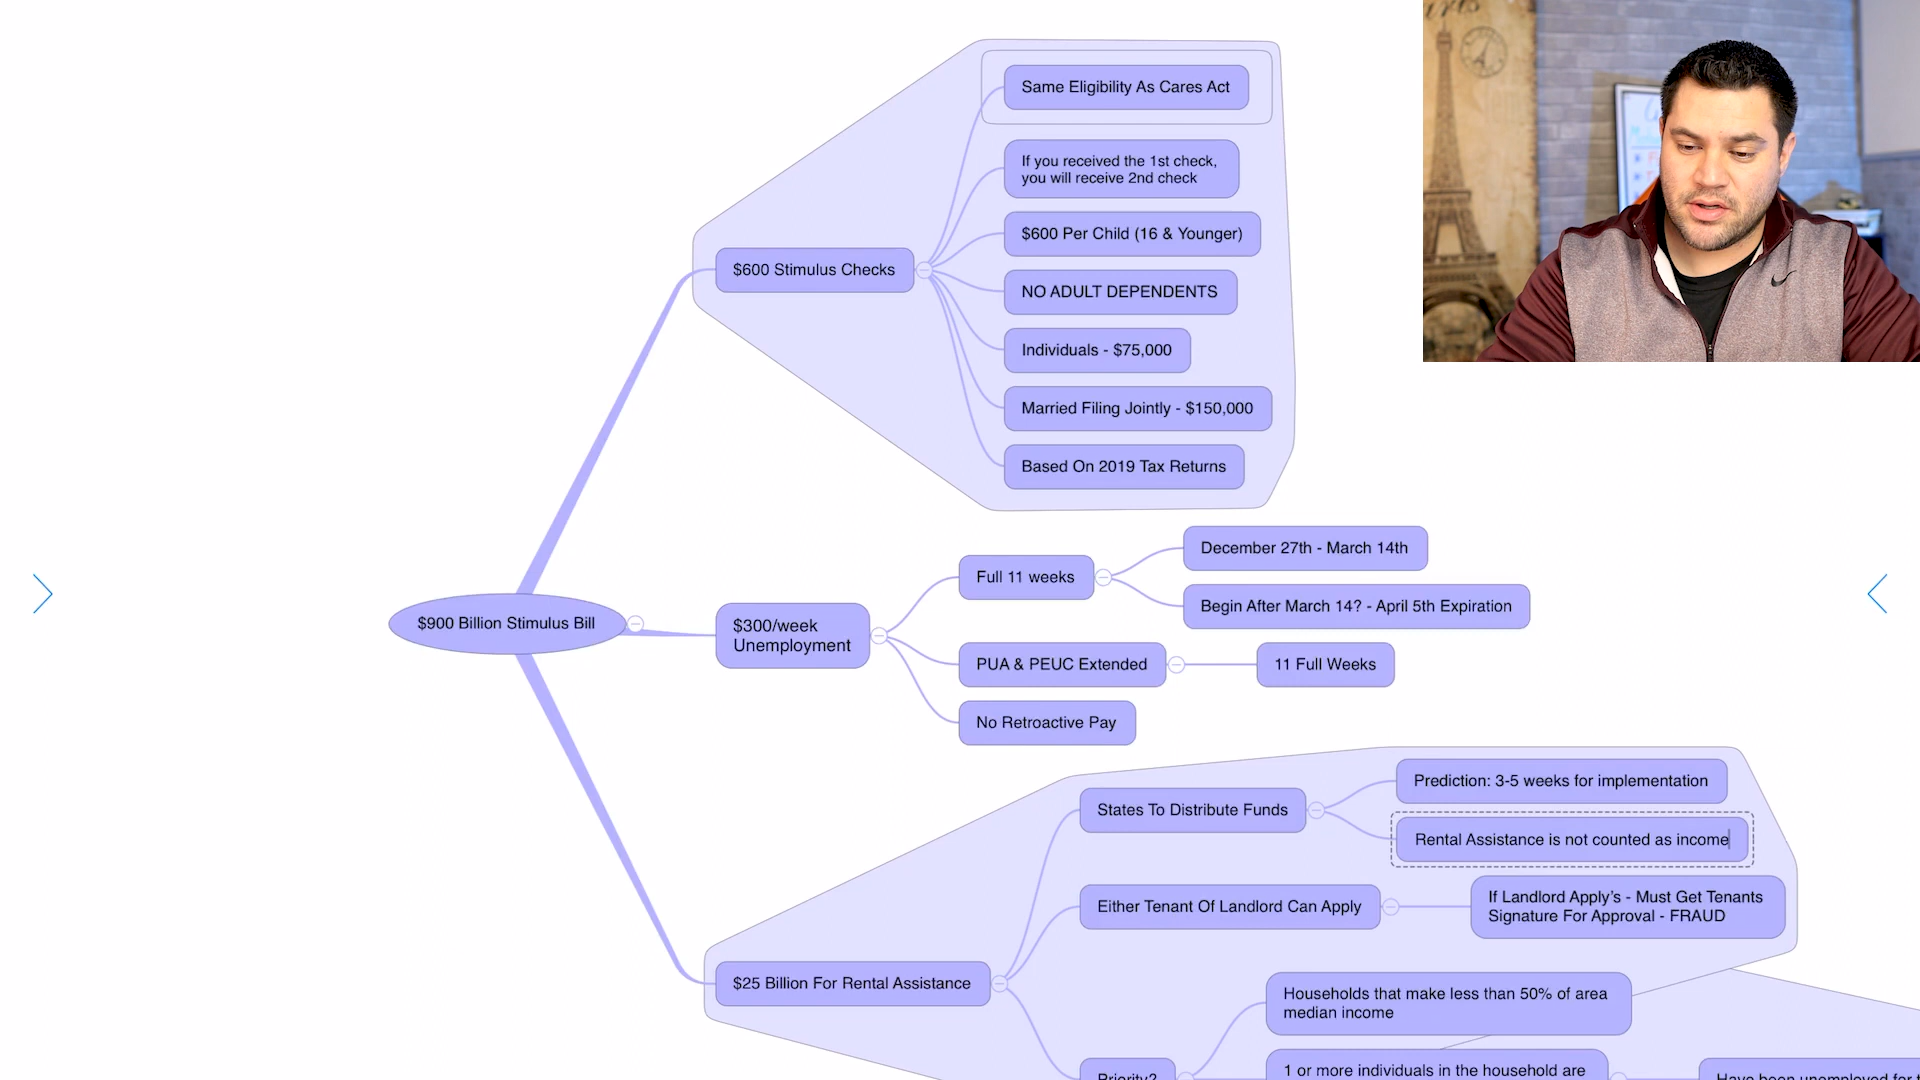 Same Eligibility As Cares Act
If you received the 1st check,
you will receive 2nd check
$600 Per Child (16 & Younger)
$600 Stimulus Checks
NO ADULT DEPENDENTS
Individuals - $75,000
Married Filing Jointly - $150,000
Based On 2019 Tax Returns
$900 Billion Stimulus Bill
$300/week
Unemployment
Full 11 weeks
December 27th - March 14th
Begin After March 14? - April 5th Expiration
PUA & PEUC Extended
11 Full Weeks
No Retroactive Pay
$25 Billion For Rental Assistance
States To Distribute Funds
Prediction: 3-5 weeks for implementation
Rental Assistance is not counted as income
Either Tenant Of Landlord Can Apply
If Landlord Apply's - Must Get Tenants
Signature For Approval - FRAUD
Priority?
Households that make less than 50% of area
median income
1 or more individuals in the household are
Have been unemployed for